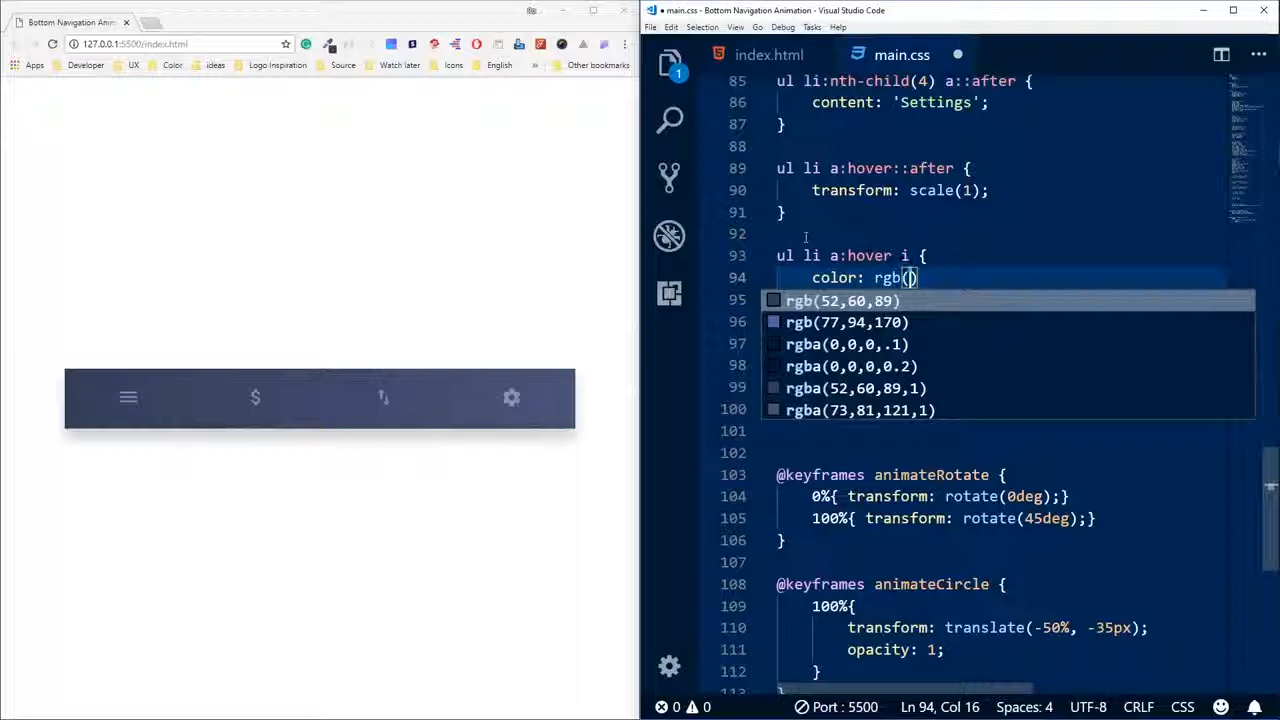 Bottom Navigation Anim
127.0.0.1:5500/index.html
Apps Developer UX Color ideas Logo Inspiration Source Watch later Icons English » Other bookmarks
$
● main.css - Bottom Navigation Animation - Visual Studio Code
File Edit Selection View Go Debug Tasks Help
index.html main.css
1
85 ul li:nth-child(4) a::after {
86 content: 'Settings';
87 }
88
89 ul li a:hover::after {
90 transform: scale(1);
91 }
92
93 ul li a:hover i {
94 color: rgb()
95 rgb(52,60,89)
96 rgb(77,94,170)
97 rgba(0,0,0,.1)
98 rgba(0,0,0,0.2)
99 rgba(52,60,89,1)
100 rgba(73,81,121,1)
101
102
103 @keyframes animateRotate {
104 0%{ transform: rotate(0deg);}
105 100%{ transform: rotate(45deg);}
106 }
107
108 @keyframes animateCircle {
109 100%{
110 transform: translate(-50%, -35px);
111 opacity: 1;
112 }
113 }
0 0 Port : 5500 Ln 94, Col 16 Spaces: 4 UTF-8 CRLF CSS